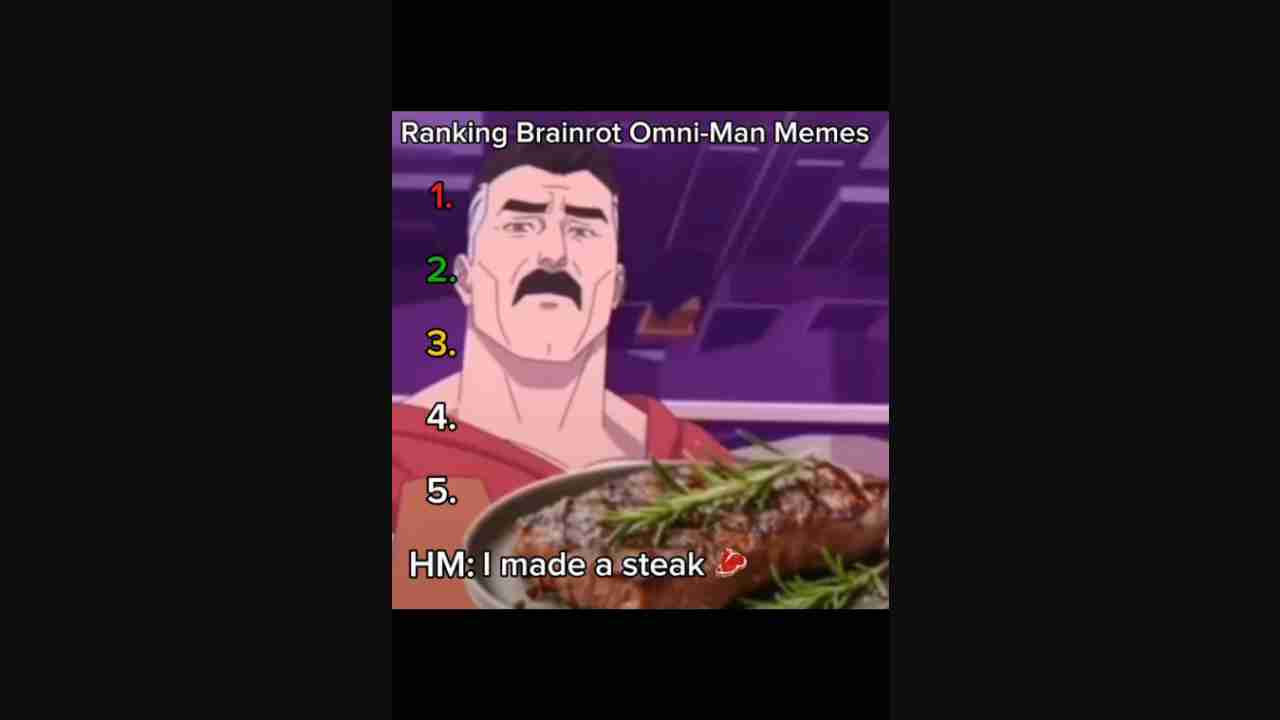 Ranking Brainrot Omni-Man Memes
1.
2.
3.
4.
5.
HM: I made a steak 🥩